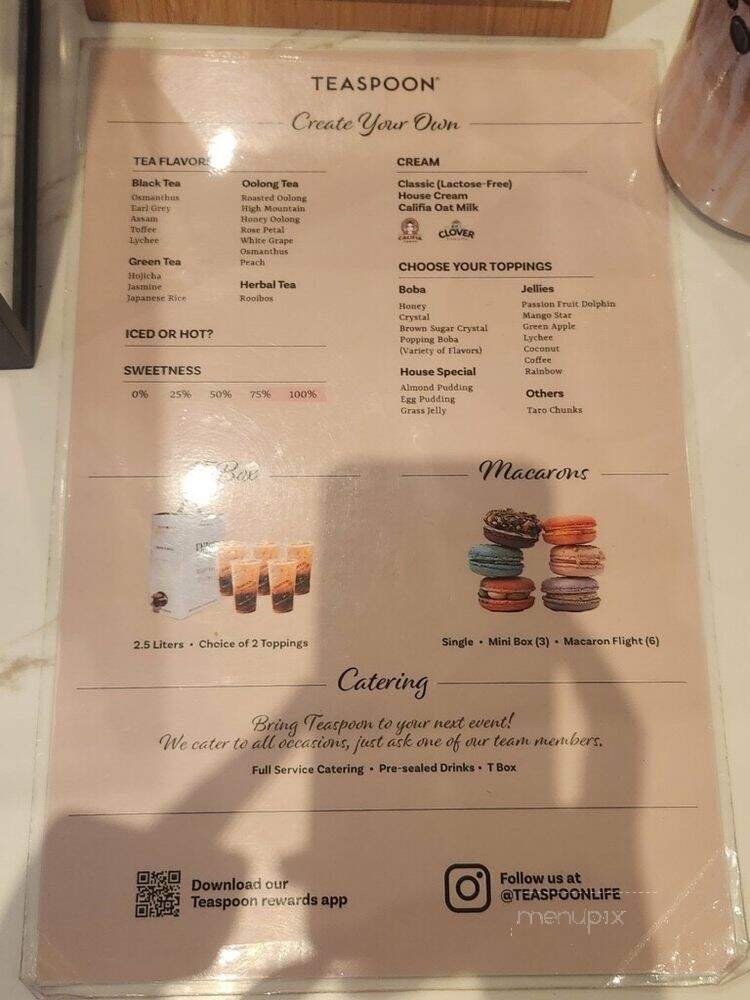 TEASPOON®
Create Your Own
TEA FLAVORS
Black Tea
Osmanthus
Earl Grey
Assam
Toffee
Lychee
Green Tea
Hojicha
Jasmine
Japanese Rice
Oolong Tea
Roasted Oolong
High Mountain
Honey Oolong
Rose Petal
White Grape
Osmanthus
Peach
Herbal Tea
Rooibos
ICED OR HOT?
SWEETNESS
0% 25% 50% 75% 100%
CREAM
Classic (Lactose-Free)
House Cream
Califia Oat Milk
CALIFIA
CLOVER
CHOOSE YOUR TOPPINGS
Boba
Honey
Crystal
Brown Sugar Crystal
Popping Boba
(Variety of Flavors)
House Special
Almond Pudding
Egg Pudding
Grass Jelly
Jellies
Passion Fruit Dolphin
Mango Star
Green Apple
Lychee
Coconut
Coffee
Rainbow
Others
Taro Chunks
T Box
2.5 Liters • Choice of 2 Toppings
Macarons
Single • Mini Box (3) • Macaron Flight (6)
Catering
Bring Teaspoon to your next event!
We cater to all occasions, just ask one of our team members.
Full Service Catering • Pre-sealed Drinks • T Box
Download our
Teaspoon rewards app
Follow us at
@TEASPOONLIFE
menupix